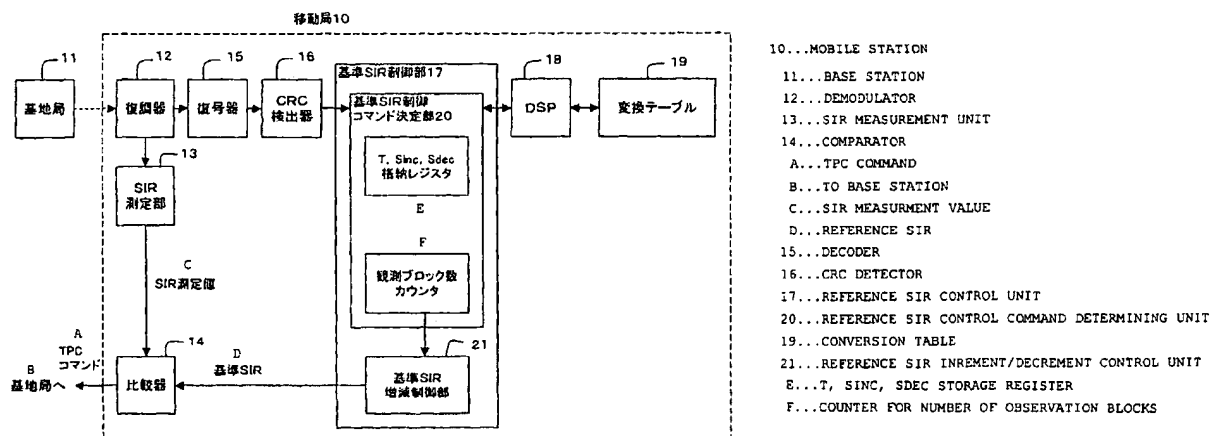 移動局10
11
12
15
16
18
19
基地局
復調器
復号器
CRC
検出器
基準SIR制御部17
基準SIR制御
コマンド決定部20
DSP
変換テーブル
13
T, Sinc, Sdec
格納レジスタ
SIR
測定部
E
F
観測ブロック数
カウンタ
C
SIR測定値
A
TPC
コマンド
B
基地局へ
14
比較器
D
基準SIR
21
基準SIR
増減制御部
10...MOBILE STATION
11...BASE STATION
12...DEMODULATOR
13...SIR MEASUREMENT UNIT
14...COMPARATOR
A...TPC COMMAND
B...TO BASE STATION
C...SIR MEASURMENT VALUE
D...REFERENCE SIR
15...DECODER
16...CRC DETECTOR
17...REFERENCE SIR CONTROL UNIT
20...REFERENCE SIR CONTROL COMMAND DETERMINING UNIT
19...CONVERSION TABLE
21...REFERENCE SIR INREMENT/DECREMENT CONTROL UNIT
E...T, SINC, SDEC STORAGE REGISTER
F...COUNTER FOR NUMBER OF OBSERVATION BLOCKS